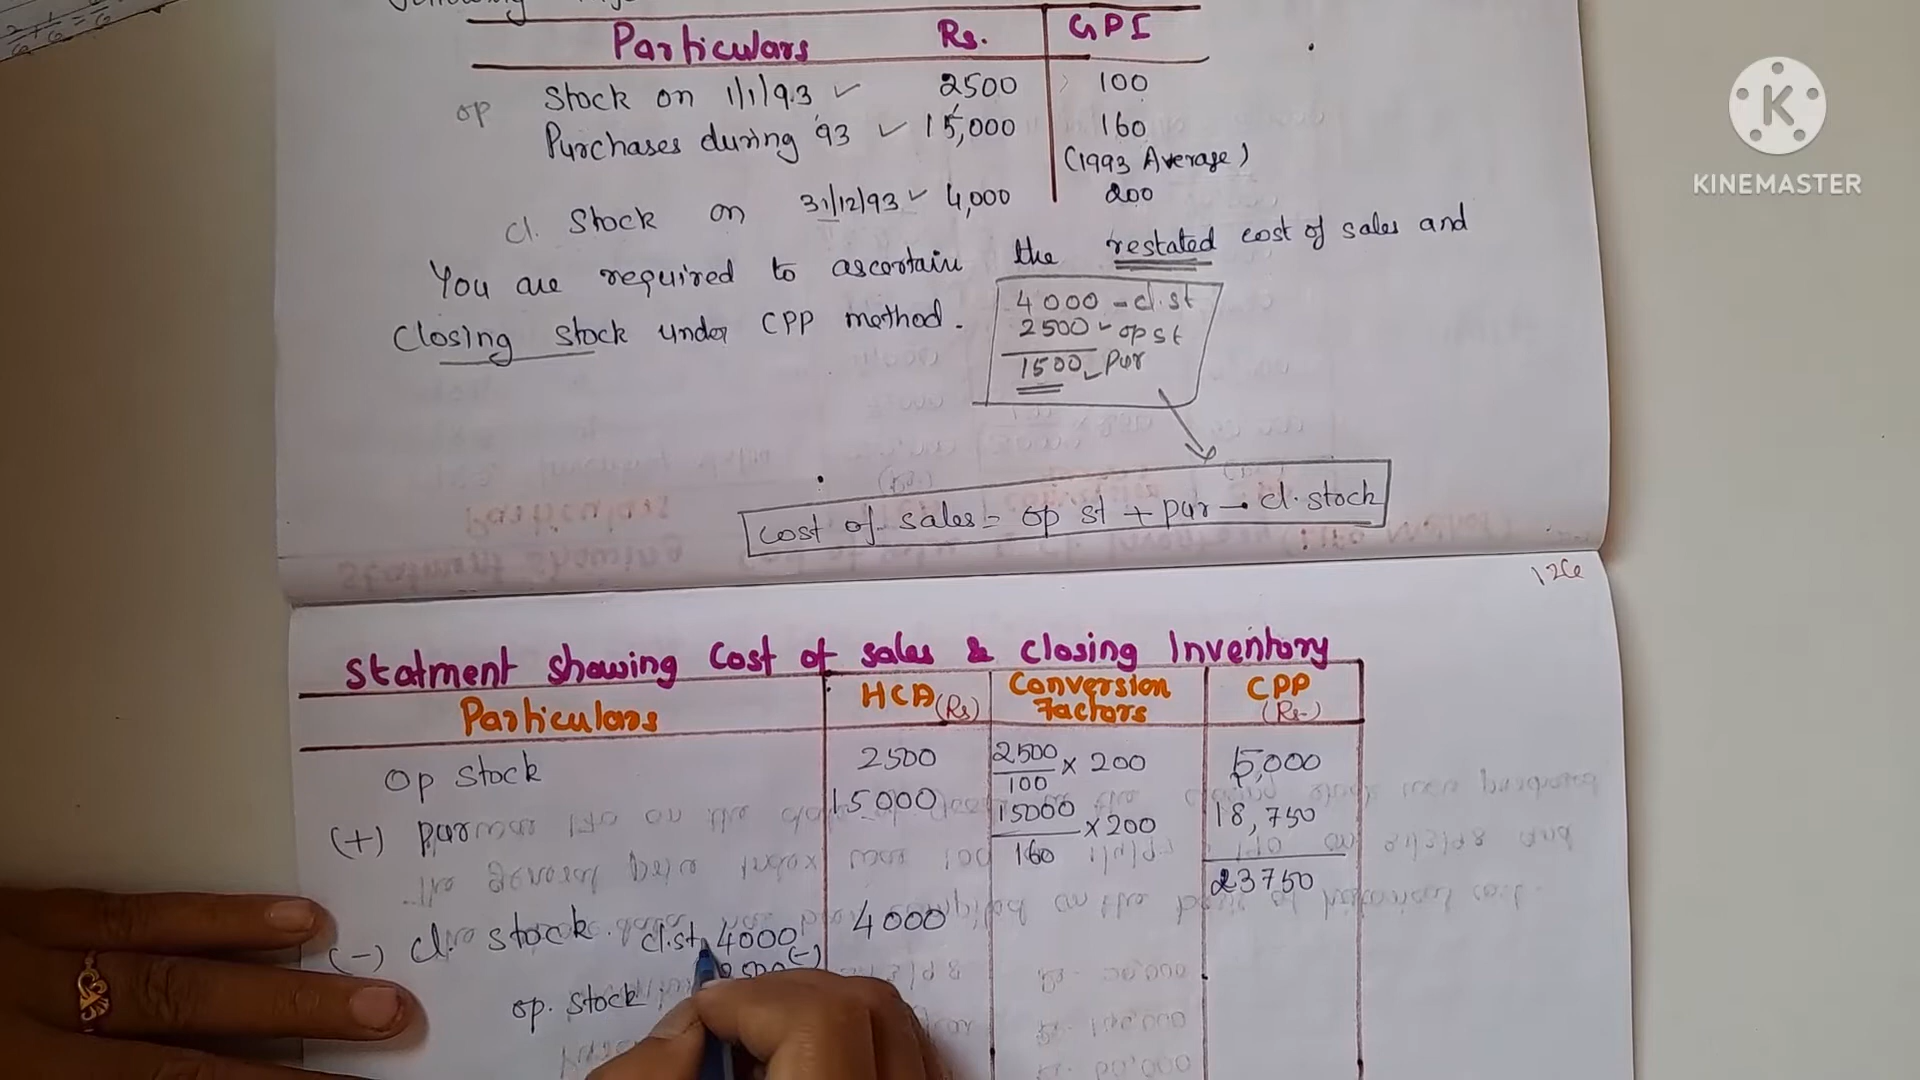 Particulars Rs. GPI
op Stock on 1/1/93 ✓ 2500 100
Purchases during '93 ✓ 15,000 160
(1993 Average)
cl. Stock on 31/12/93 ✓ 4,000 200
You are required to ascertain the restated cost of sales and
Closing stock under CPP method.
4000 - cl. st
2500 - op st
1500 - Pur
Cost of sales = op st + pur - cl. stock
126
KINEMASTER
Statment showing Cost of sales & closing Inventory
Particulars HCA (Rs) Conversion Factors CPP (Rs.)
Op stock 2500 2500/100 × 200 5,000
(+) pur 15000 15000/160 × 200 18,750
23750
(-) cl. stock. cl.st 4000 4000
2500 (-)
op. stock